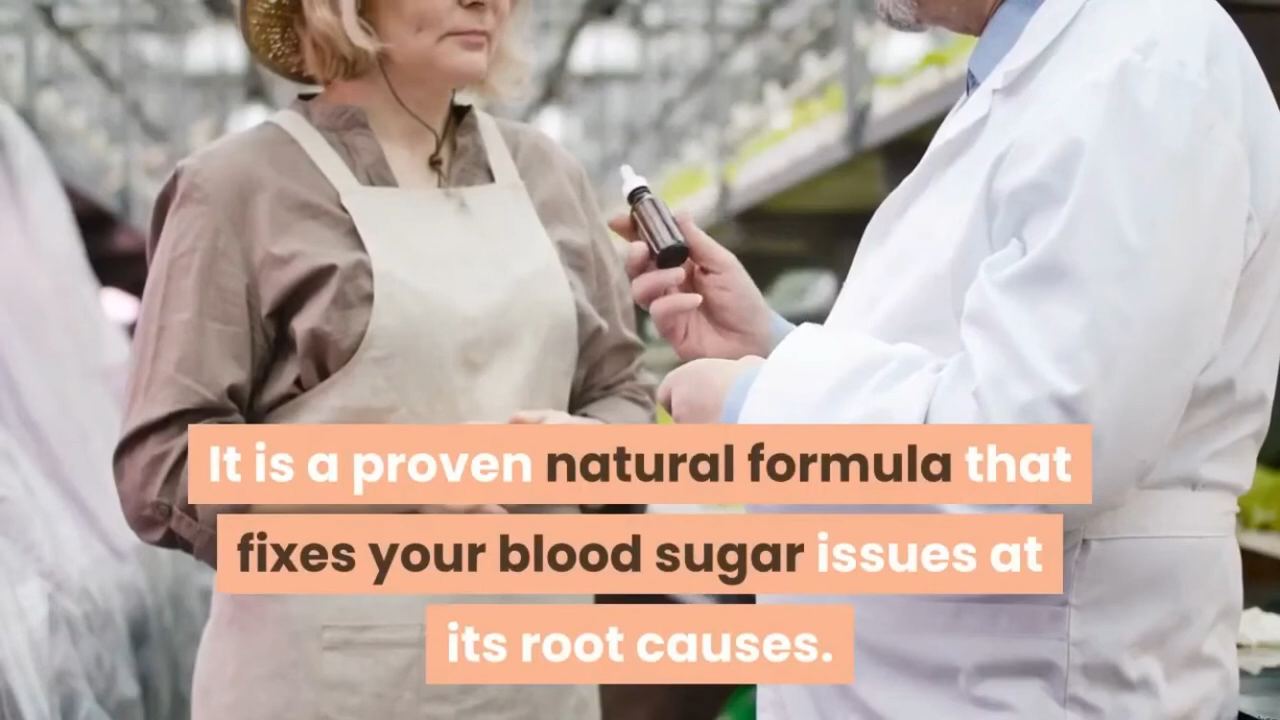 It is a proven natural formula that
fixes your blood sugar issues at
its root causes.